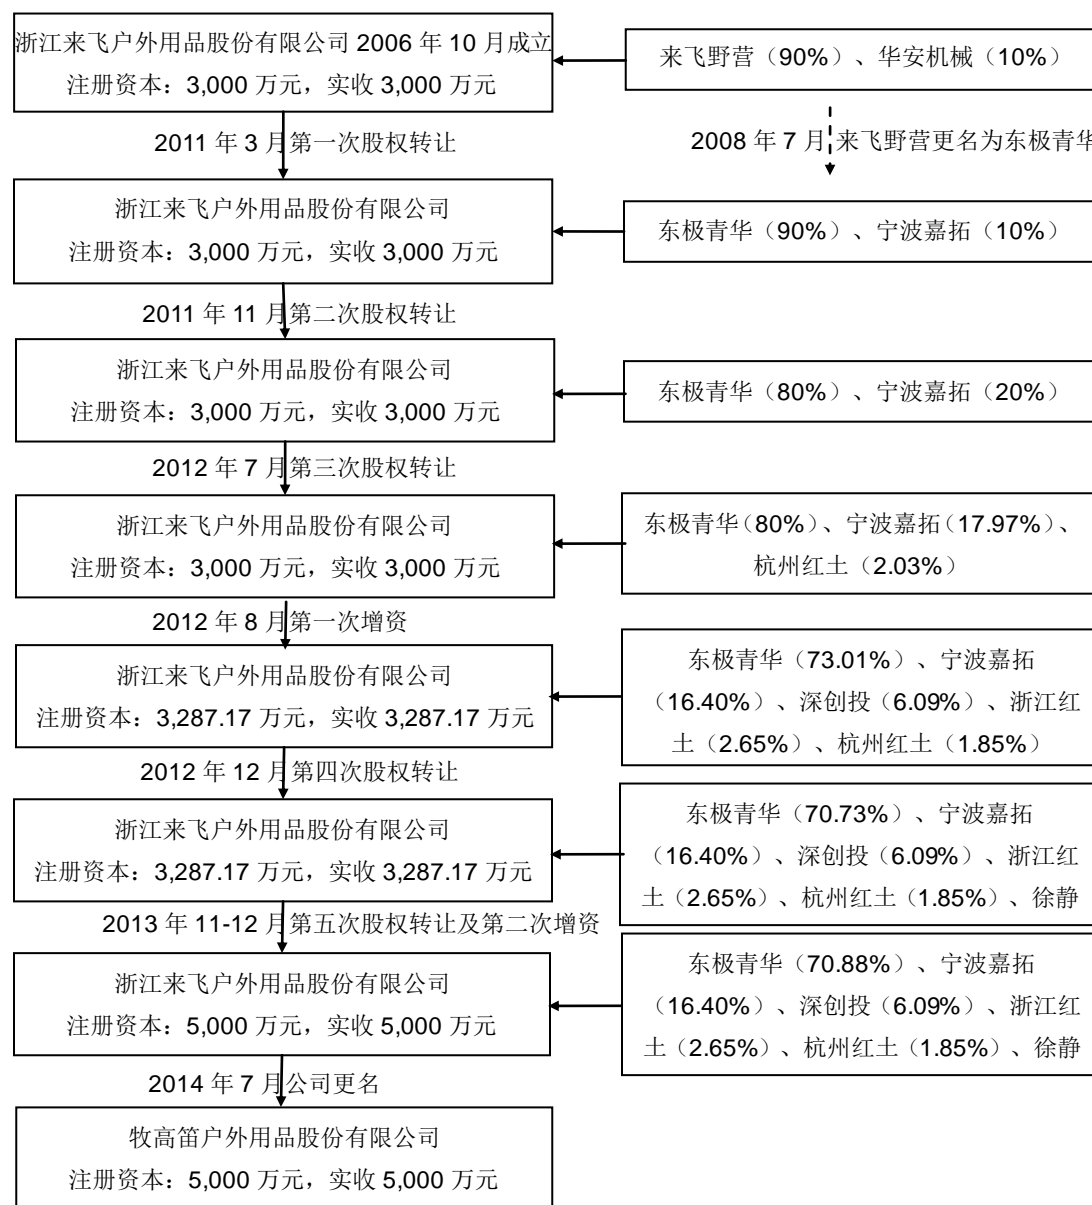 浙江来飞户外用品股份有限公司 2006 年 10 月成立
注册资本：3,000 万元，实收 3,000 万元
来飞野营（90%）、华安机械（10%）
2011 年 3 月第一次股权转让
2008 年 7 月 来飞野营更名为东极青华
浙江来飞户外用品股份有限公司
注册资本：3,000 万元，实收 3,000 万元
东极青华（90%）、宁波嘉拓（10%）
2011 年 11 月第二次股权转让
浙江来飞户外用品股份有限公司
注册资本：3,000 万元，实收 3,000 万元
东极青华（80%）、宁波嘉拓（20%）
2012 年 7 月第三次股权转让
浙江来飞户外用品股份有限公司
注册资本：3,000 万元，实收 3,000 万元
东极青华（80%）、宁波嘉拓（17.97%）、
杭州红土（2.03%）
2012 年 8 月第一次增资
浙江来飞户外用品股份有限公司
注册资本：3,287.17 万元，实收 3,287.17 万元
东极青华（73.01%）、宁波嘉拓
（16.40%）、深创投（6.09%）、浙江红
土（2.65%）、杭州红土（1.85%）
2012 年 12 月第四次股权转让
浙江来飞户外用品股份有限公司
注册资本：3,287.17 万元，实收 3,287.17 万元
东极青华（70.73%）、宁波嘉拓
（16.40%）、深创投（6.09%）、浙江红
土（2.65%）、杭州红土（1.85%）、徐静
2013 年 11-12 月第五次股权转让及第二次增资
浙江来飞户外用品股份有限公司
注册资本：5,000 万元，实收 5,000 万元
东极青华（70.88%）、宁波嘉拓
（16.40%）、深创投（6.09%）、浙江红
土（2.65%）、杭州红土（1.85%）、徐静
2014 年 7 月公司更名
牧高笛户外用品股份有限公司
注册资本：5,000 万元，实收 5,000 万元